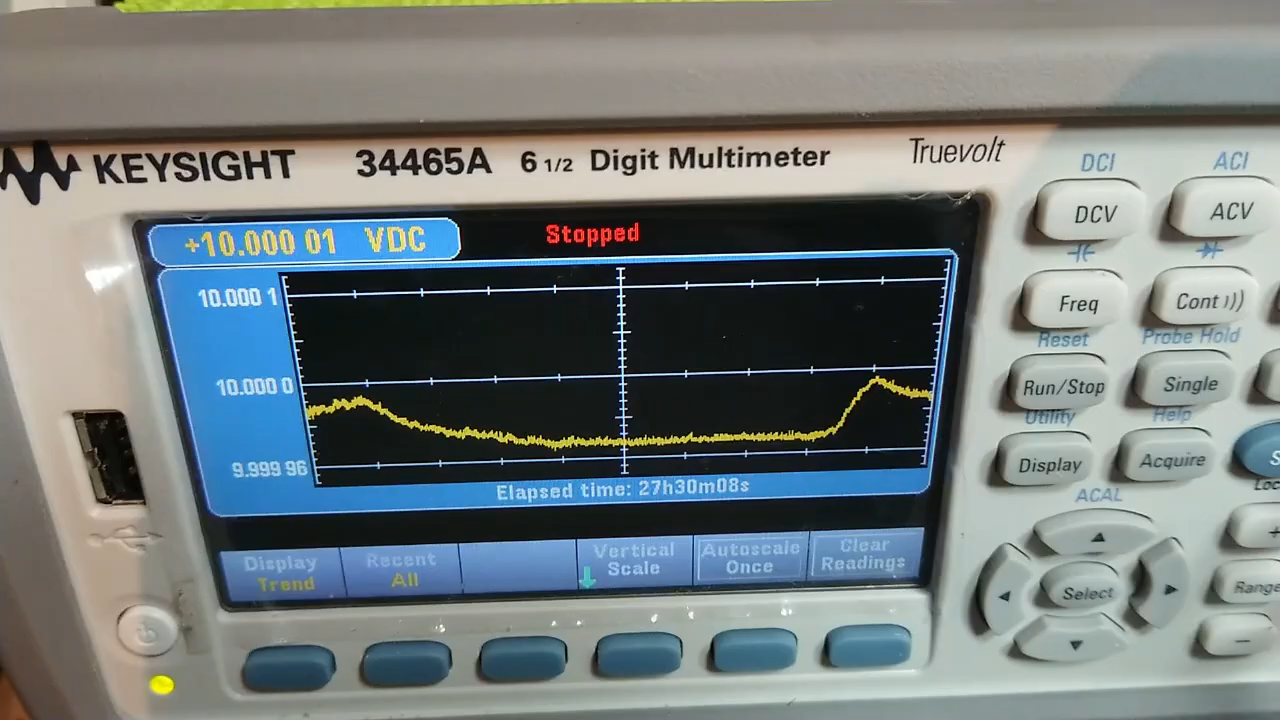 KEYSIGHT 34465A 6 1/2 Digit Multimeter Truevolt
+10.000 01 VDC
Stopped
10.000 1
10.000 0
9.999 96
Elapsed time: 27h30m08s
Display
Trend
Recent
All
Vertical
Scale
Autoscale
Once
Clear
Readings
DCI ACI
DCV ACV
Freq Cont
Reset Probe Hold
Run/Stop Single
Utility Help
Display Acquire
ACAL
Select
Range